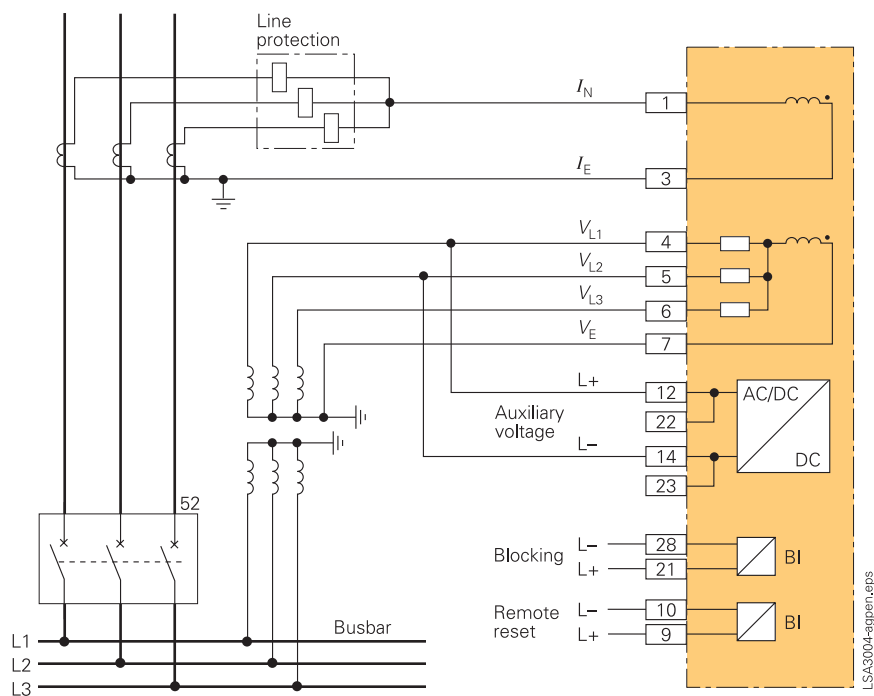 Line
protection
IN
1
IE
3
VL1
4
VL2
5
VL3
6
VE
7
L+
12
AC/DC
Auxiliary
voltage
22
L–
14
DC
23
52
Blocking
L–
28
BI
L+
21
Remote
reset
L–
10
BI
L+
9
Busbar
L1
L2
L3
LSA3004-agpen.eps